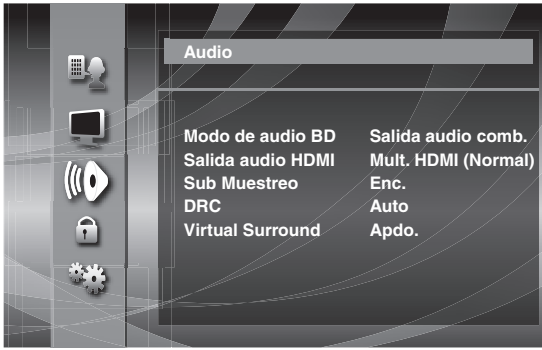 Audio
Modo de audio BD Salida audio comb.
Salida audio HDMI Mult. HDMI (Normal)
Sub Muestreo Enc.
DRC Auto
Virtual Surround Apdo.